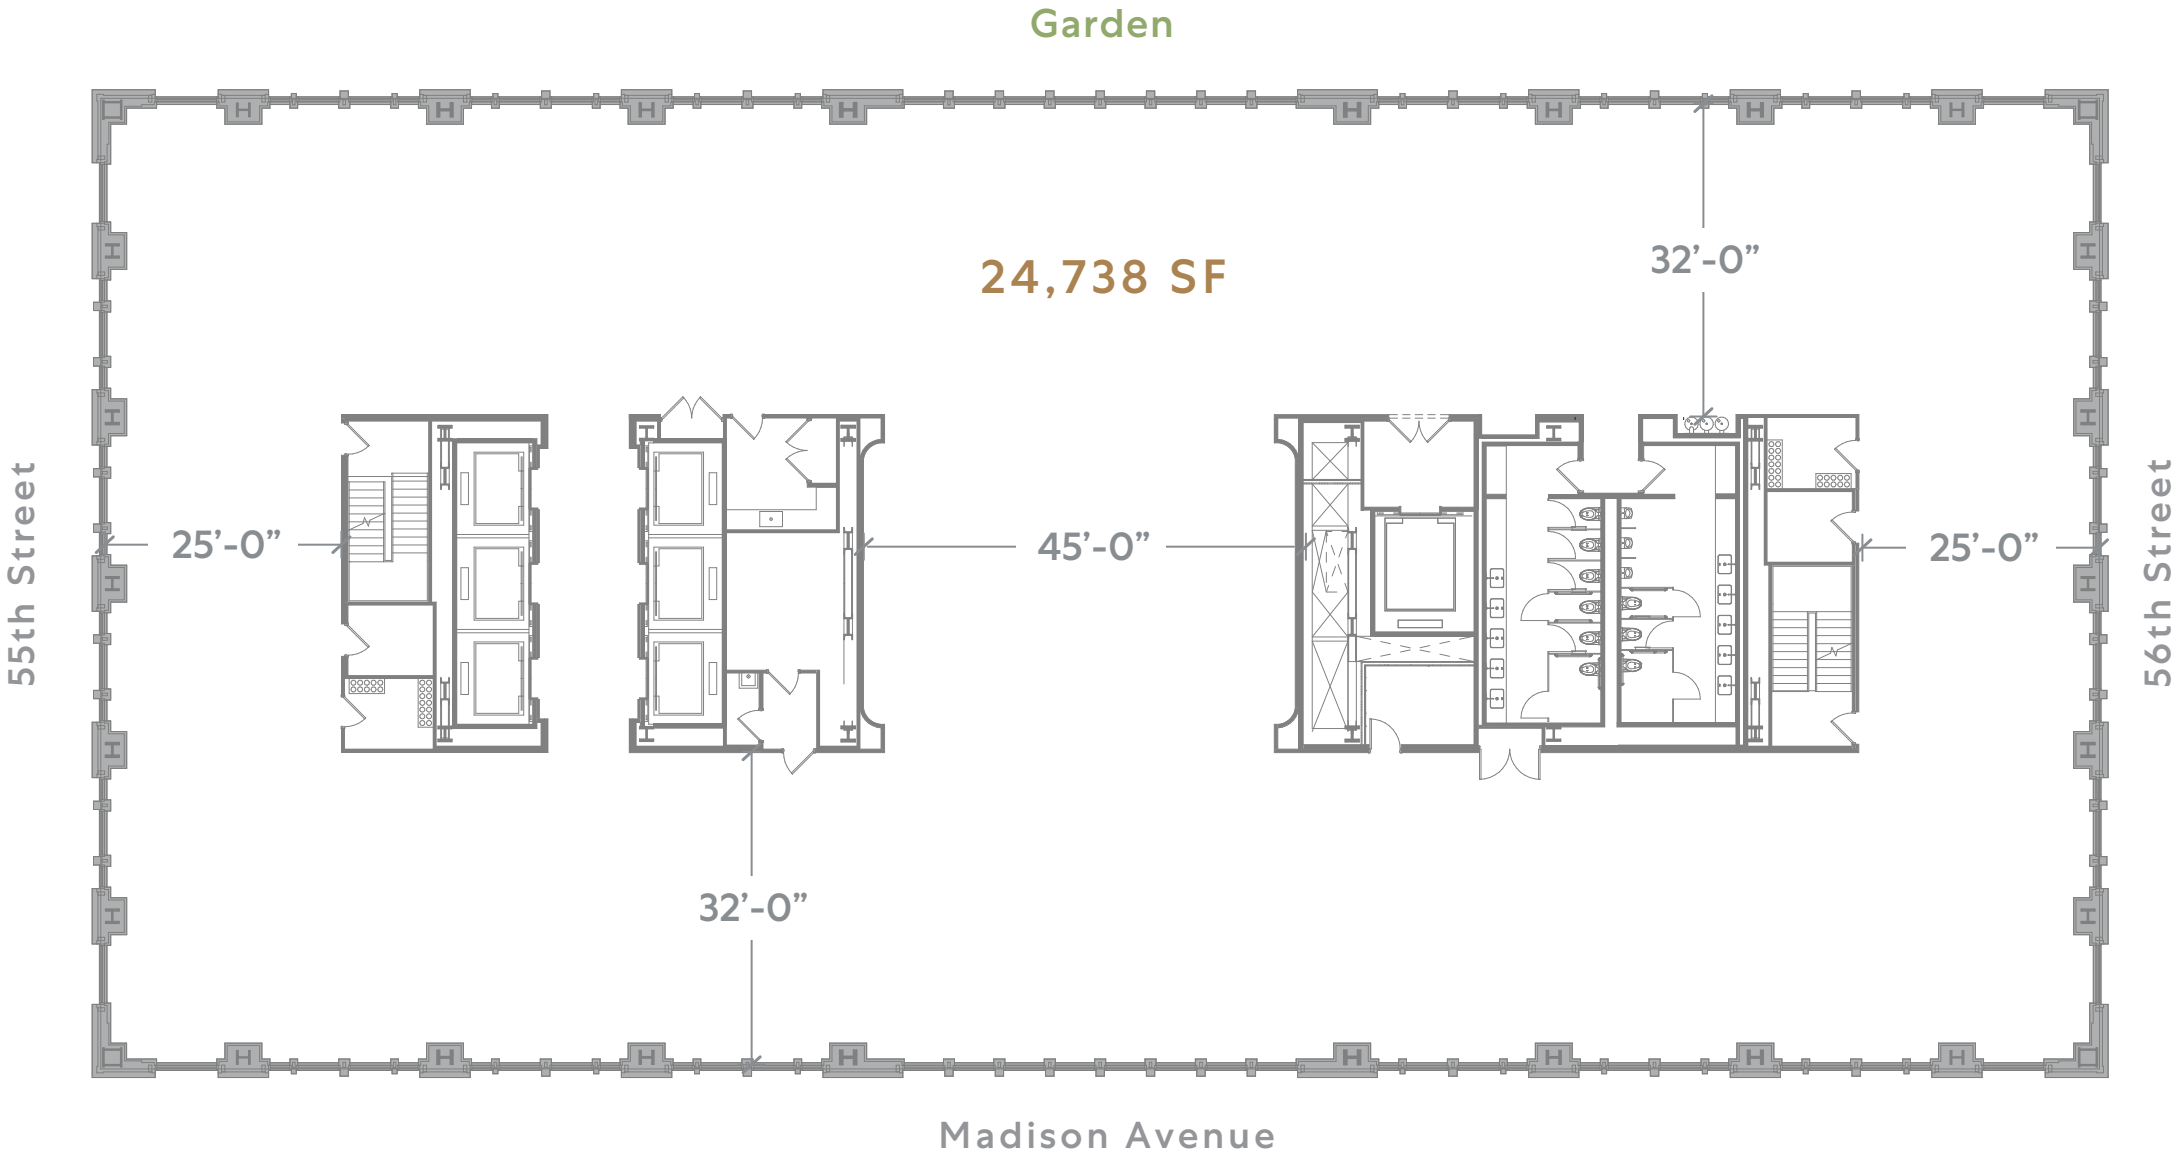 Garden
24,738 SF
32’-0”
55th Street
25’-0”
45’-0”
25’-0”
56th Street
32’-0”
Madison Avenue